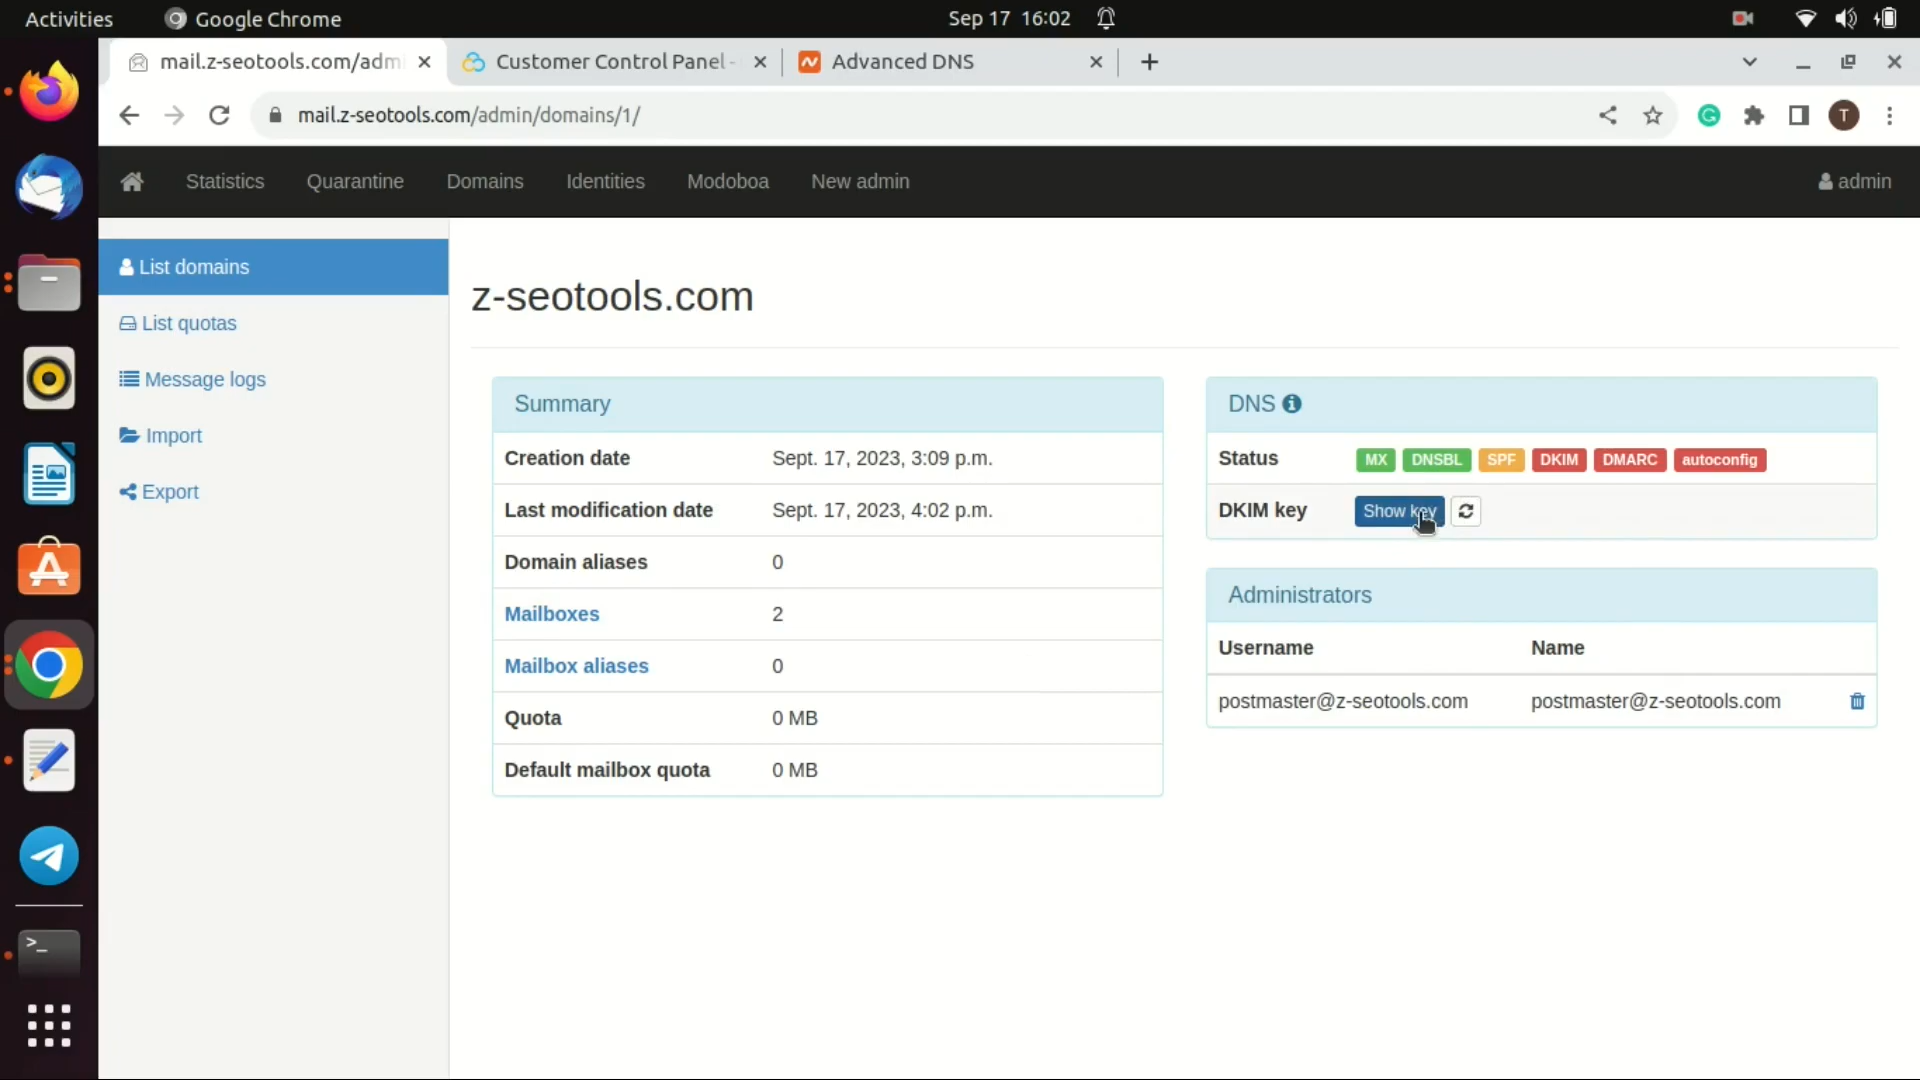 Activities
Google Chrome
Sep 17 16:02
mail.z-seotools.com/adm
Customer Control Panel -
Advanced DNS
mail.z-seotools.com/admin/domains/1/
T
Statistics
Quarantine
Domains
Identities
Modoboa
New admin
admin
List domains
List quotas
Message logs
Import
Export
z-seotools.com
Summary
Creation date Sept. 17, 2023, 3:09 p.m.
Last modification date Sept. 17, 2023, 4:02 p.m.
Domain aliases 0
Mailboxes 2
Mailbox aliases 0
Quota 0 MB
Default mailbox quota 0 MB
DNS
Status MX DNSBL SPF DKIM DMARC autoconfig
DKIM key Show key
Administrators
Username Name
postmaster@z-seotools.com postmaster@z-seotools.com